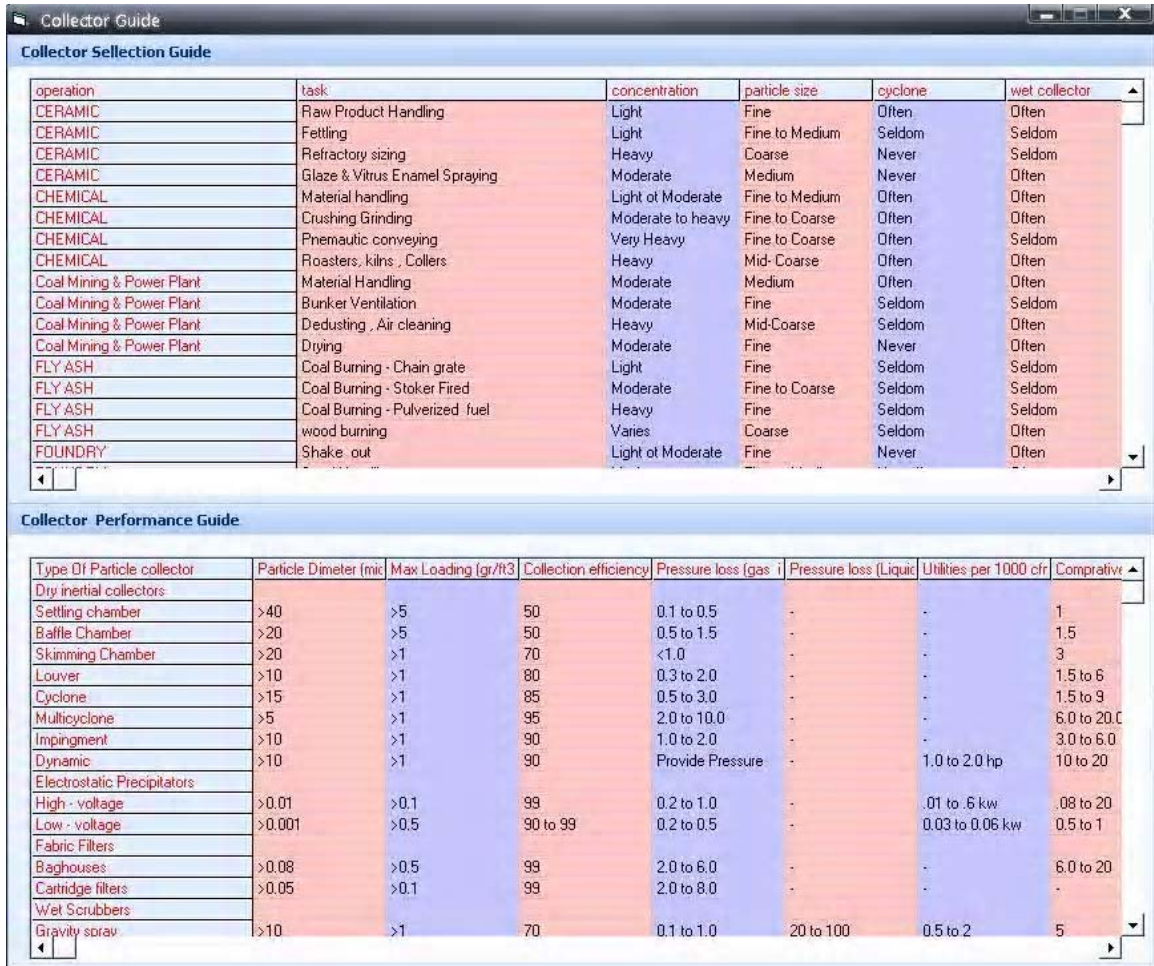 Collector Guide
Collector Sellection Guide
operation task concentration particle size cyclone wet collector
CERAMIC Raw Product Handling Light Fine Often Often
CERAMIC Fettling Light Fine to Medium Seldom Seldom
CERAMIC Refractory sizing Heavy Coarse Never Seldom
CERAMIC Glaze & Vitrus Enamel Spraying Moderate Medium Never Often
CHEMICAL Material handling Light ot Moderate Fine to Medium Often Often
CHEMICAL Crushing Grinding Moderate to heavy Fine to Coarse Often Often
CHEMICAL Pnemautic conveying Very Heavy Fine to Coarse Often Seldom
CHEMICAL Roasters, kilns , Collers Heavy Mid- Coarse Often Often
Coal Mining & Power Plant Material Handling Moderate Medium Often Often
Coal Mining & Power Plant Bunker Ventilation Moderate Fine Seldom Seldom
Coal Mining & Power Plant Dedusting , Air cleaning Heavy Mid-Coarse Seldom Often
Coal Mining & Power Plant Drying Moderate Fine Never Often
FLY ASH Coal Burning - Chain grate Light Fine Seldom Seldom
FLY ASH Coal Burning - Stoker Fired Moderate Fine to Coarse Seldom Seldom
FLY ASH Coal Burning - Pulverized fuel Heavy Fine Seldom Seldom
FLY ASH wood burning Varies Coarse Seldom Often
FOUNDRY Shake out Light ot Moderate Fine Never Often
Collector Performance Guide
Type Of Particle collector Particle Dimeter (mic Max Loading (gr/ft3 Collection efficiency Pressure loss (gas i Pressure loss (Liquid Utilities per 1000 cfr Comprative
Dry inertial collectors
Settling chamber >40 >5 50 0.1 to 0.5 - - 1
Baffle Chamber >20 >5 50 0.5 to 1.5 - - 1.5
Skimming Chamber >20 >1 70 <1.0 - - 3
Louver >10 >1 80 0.3 to 2.0 - - 1.5 to 6
Cyclone >15 >1 85 0.5 to 3.0 - - 1.5 to 9
Multicyclone >5 >1 95 2.0 to 10.0 - - 6.0 to 20.0
Impingment >10 >1 90 1.0 to 2.0 - - 3.0 to 6.0
Dynamic >10 >1 90 Provide Pressure - 1.0 to 2.0 hp 10 to 20
Electrostatic Precipitators
High - voltage >0.01 >0.1 99 0.2 to 1.0 - .01 to .6 kw .08 to 20
Low - voltage >0.001 >0.5 90 to 99 0.2 to 0.5 - 0.03 to 0.06 kw 0.5 to 1
Fabric Filters
Baghouses >0.08 >0.5 99 2.0 to 6.0 - - 6.0 to 20
Cartridge filters >0.05 >0.1 99 2.0 to 8.0 - - -
Wet Scrubbers
Gravity spray >10 >1 70 0.1 to 1.0 20 to 100 0.5 to 2 5